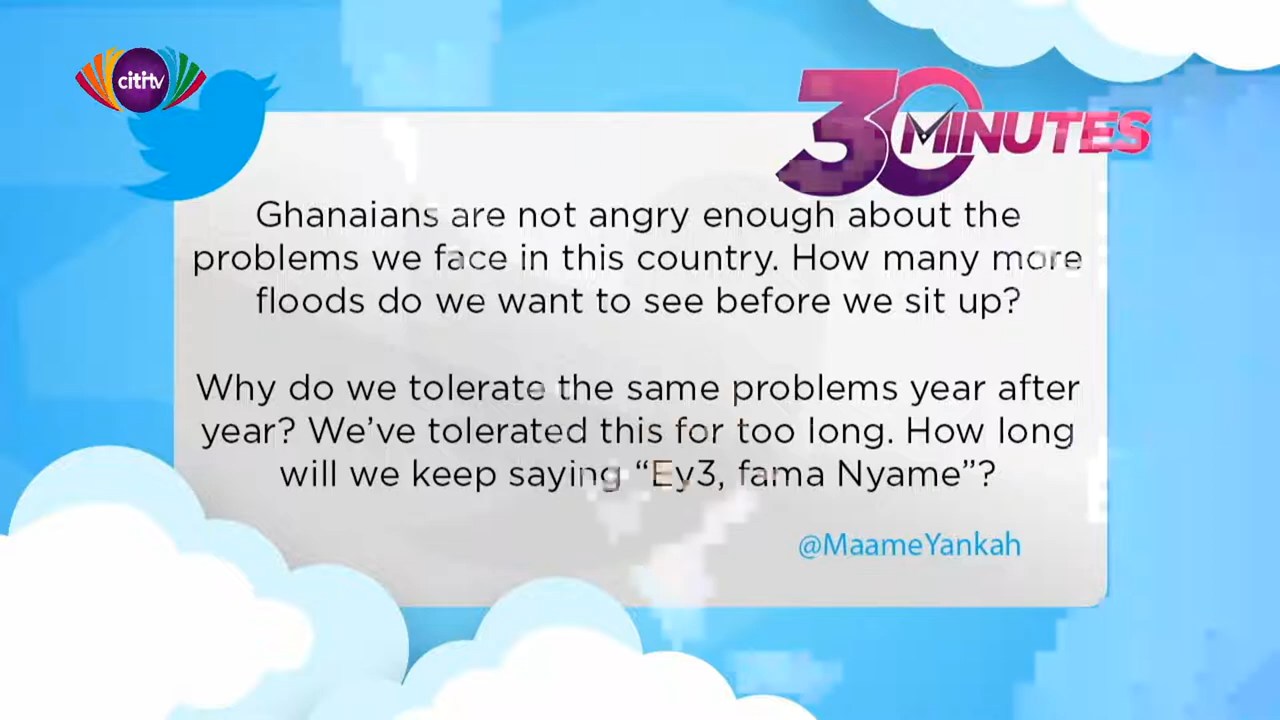 citi tv
30 MINUTES
Ghanaians are not angry enough about the
problems we face in this country. How many more
floods do we want to see before we sit up?
Why do we tolerate the same problems year after
year? We've tolerated this for too long. How long
will we keep saying “Ey3, fama Nyame”?
@MaameYankah